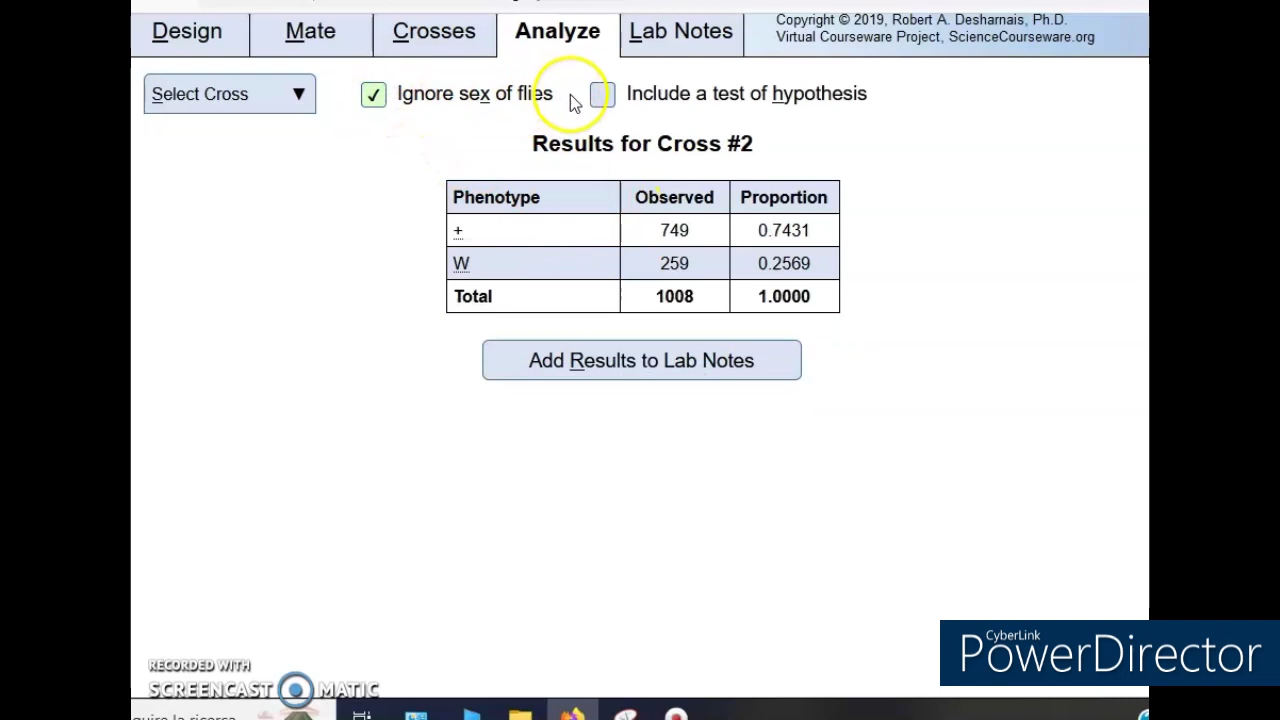 Design Mate Crosses Analyze Lab Notes
Copyright © 2019, Robert A. Desharnais, Ph.D.
Virtual Courseware Project, ScienceCourseware.org
Select Cross ▼ ✓ Ignore sex of flies Include a test of hypothesis
Results for Cross #2
Phenotype Observed Proportion
+ 749 0.7431
W 259 0.2569
Total 1008 1.0000
Add Results to Lab Notes
CyberLink
PowerDirector
RECORDED WITH
SCREENCAST MATIC
la ricerca